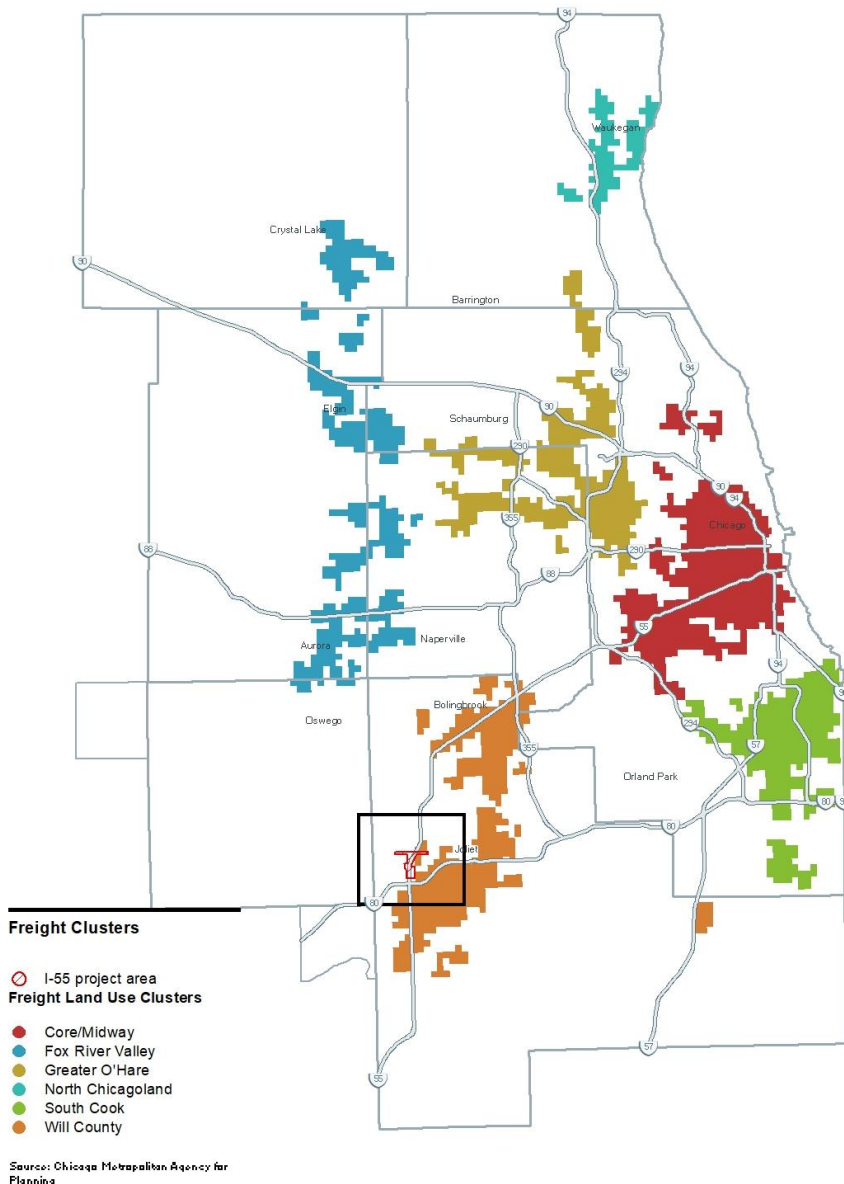 94
Waukegan
Crystal Lake
90
Barrington
294
94
Elgin
Schaumburg
90
290
90
94
355
Chicago
88
290
88
55
Aurora
Naperville
94
Oswego
Bolingbrook
294
57
355
Orland Park
80
80
Joliet
80
Freight Clusters
I-55 project area
Freight Land Use Clusters
Core/Midway
Fox River Valley
Greater O'Hare
North Chicagoland
South Cook
Will County
57
55
Source: Chicago Metropolitan Agency for
Planning